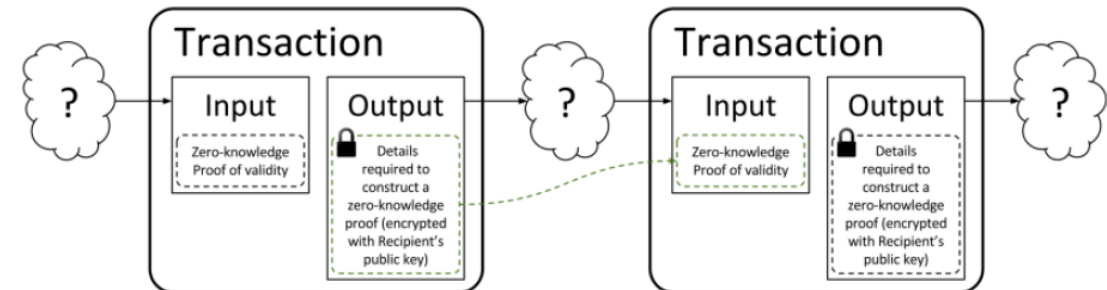 Transaction
Transaction
?
Input
Output
?
Input
Output
?
Zero-knowledge
Proof of validity
Details
required to
construct a
zero-knowledge
proof (encrypted
with Recipient's
public key)
Zero-knowledge
Proof of validity
Details
required to
construct a
zero-knowledge
proof (encrypted
with Recipient's
public key)